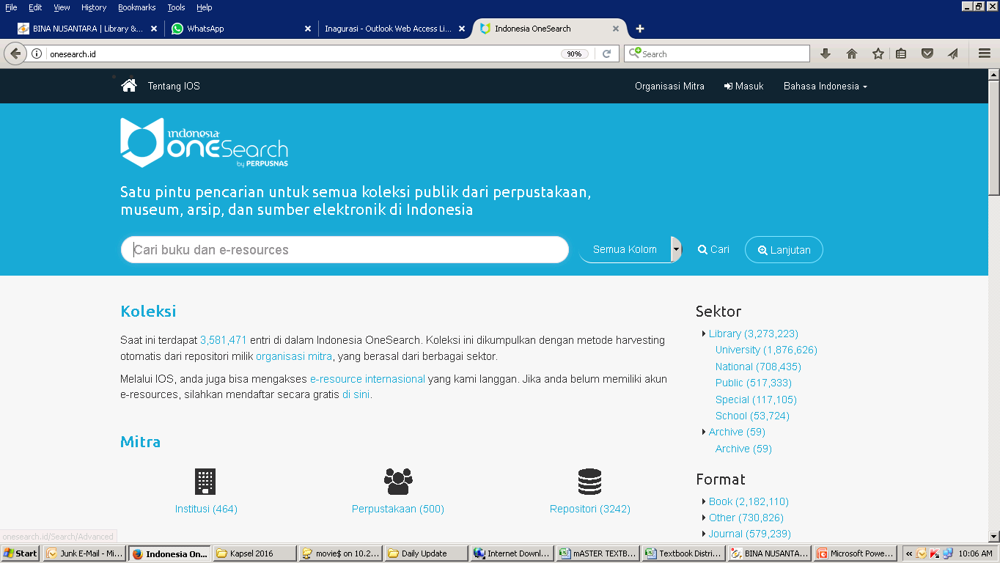 File Edit View History Bookmarks Tools Help
BINA NUSANTARA | Library &... WhatsApp Inagurasi - Outlook Web Access Li... Indonesia OneSearch
onesearch.id 90% Search
Tentang IOS Organisasi Mitra Masuk Bahasa Indonesia
indonesia
oneSearch
by PERPUSNAS
Satu pintu pencarian untuk semua koleksi publik dari perpustakaan,
museum, arsip, dan sumber elektronik di Indonesia
Cari buku dan e-resources Semua Kolom Cari Lanjutan
Koleksi
Saat ini terdapat 3,581,471 entri di dalam Indonesia OneSearch. Koleksi ini dikumpulkan dengan metode harvesting
otomatis dari repositori milik organisasi mitra, yang berasal dari berbagai sektor.
Melalui IOS, anda juga bisa mengakses e-resource internasional yang kami langgan. Jika anda belum memiliki akun
e-resources, silahkan mendaftar secara gratis di sini.
Mitra
Institusi (464) Perpustakaan (500) Repositori (3242)
Sektor
Library (3,273,223)
University (1,876,626)
National (708,435)
Public (517,333)
Special (117,105)
School (53,724)
Archive (59)
Archive (59)
Format
Book (2,182,110)
Other (730,826)
Journal (579,239)
onesearch.id/Search/Advanced
Start Junk E-Mail - Mi... Indonesia On... Kapsel 2016 movie$ on 10.2... Daily Update Internet Downl... mASTER TEXTB... Textbook Distri... BINA NUSANTA... Microsoft Powe... « 10:06 AM